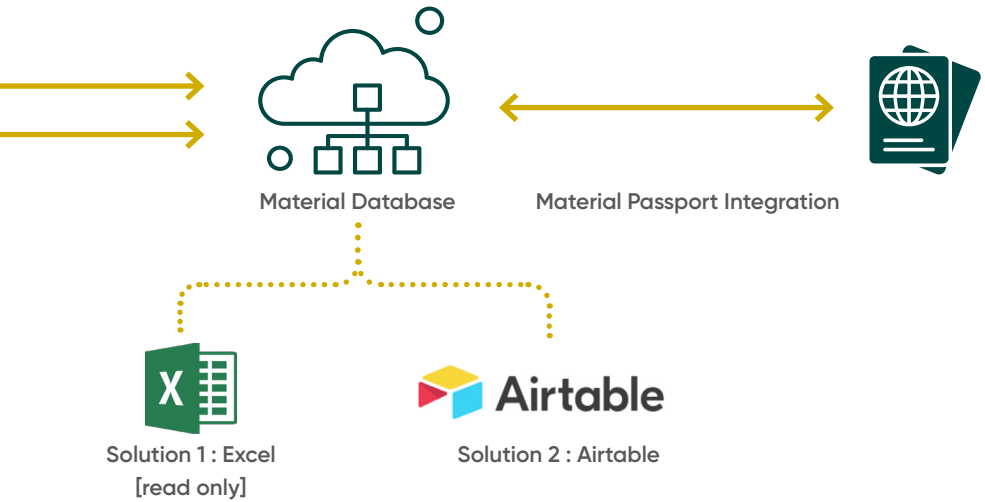 Material Database
Material Passport Integration
X
Airtable
Solution 1 : Excel
[read only]
Solution 2 : Airtable